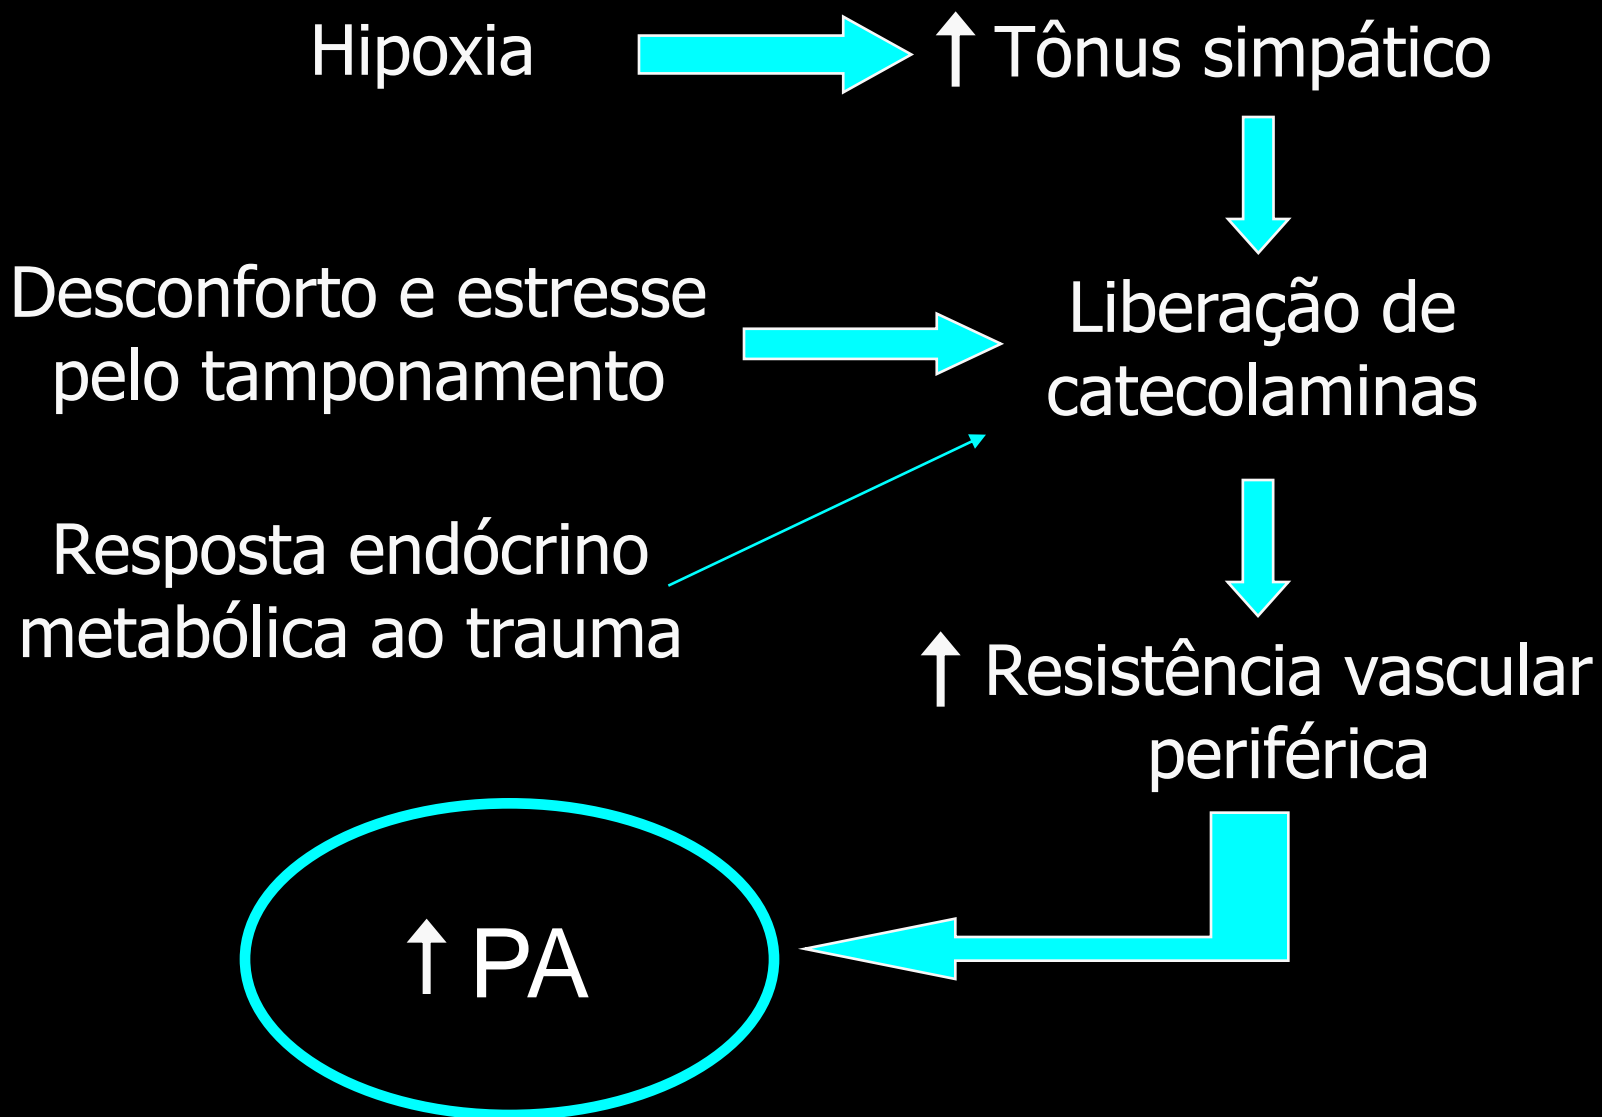 Hipoxia
↑ Tônus simpático
Desconforto e estresse
pelo tamponamento
Liberação de
catecolaminas
Resposta endócrino
metabólica ao trauma
↑ Resistência vascular
periférica
↑ PA